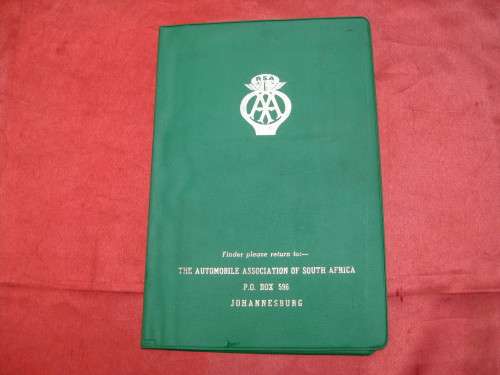 RSA
AA
Finder please return to:—
THE AUTOMOBILE ASSOCIATION OF SOUTH AFRICA
P.O. BOX 596
JOHANNESBURG